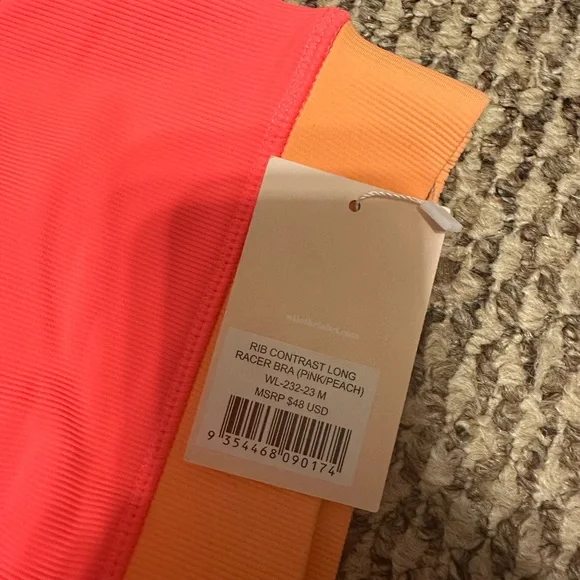 RIB CONTRAST LONG
RACER BRA (PINK/PEACH)
WL-232-23 M
MSRP $48 USD
9 354468 090174